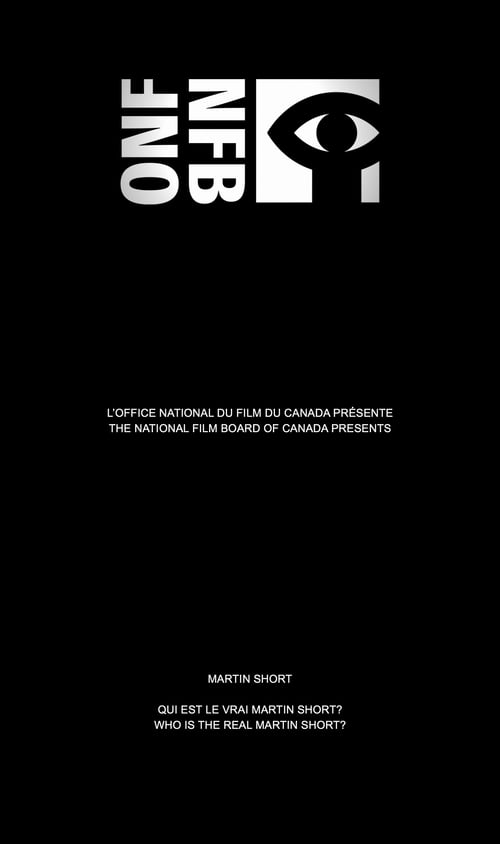 ONF
NFB
L'OFFICE NATIONAL DU FILM DU CANADA PRÉSENTE
THE NATIONAL FILM BOARD OF CANADA PRESENTS
MARTIN SHORT
QUI EST LE VRAI MARTIN SHORT?
WHO IS THE REAL MARTIN SHORT?